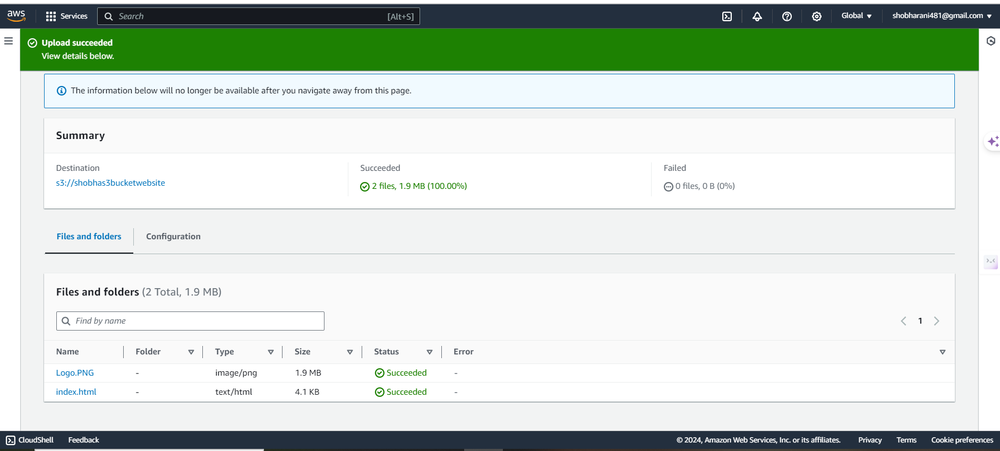 aws Services Search [Alt+S] Global shobharani481@gmail.com
Upload succeeded
View details below.
The information below will no longer be available after you navigate away from this page.
Summary
Destination Succeeded Failed
s3://shobhas3bucketwebsite 2 files, 1.9 MB (100.00%) 0 files, 0 B (0%)
Files and folders Configuration
Files and folders (2 Total, 1.9 MB)
Find by name 1
Name Folder Type Size Status Error
Logo.PNG - image/png 1.9 MB Succeeded -
index.html - text/html 4.1 KB Succeeded -
CloudShell Feedback © 2024, Amazon Web Services, Inc. or its affiliates. Privacy Terms Cookie preferences